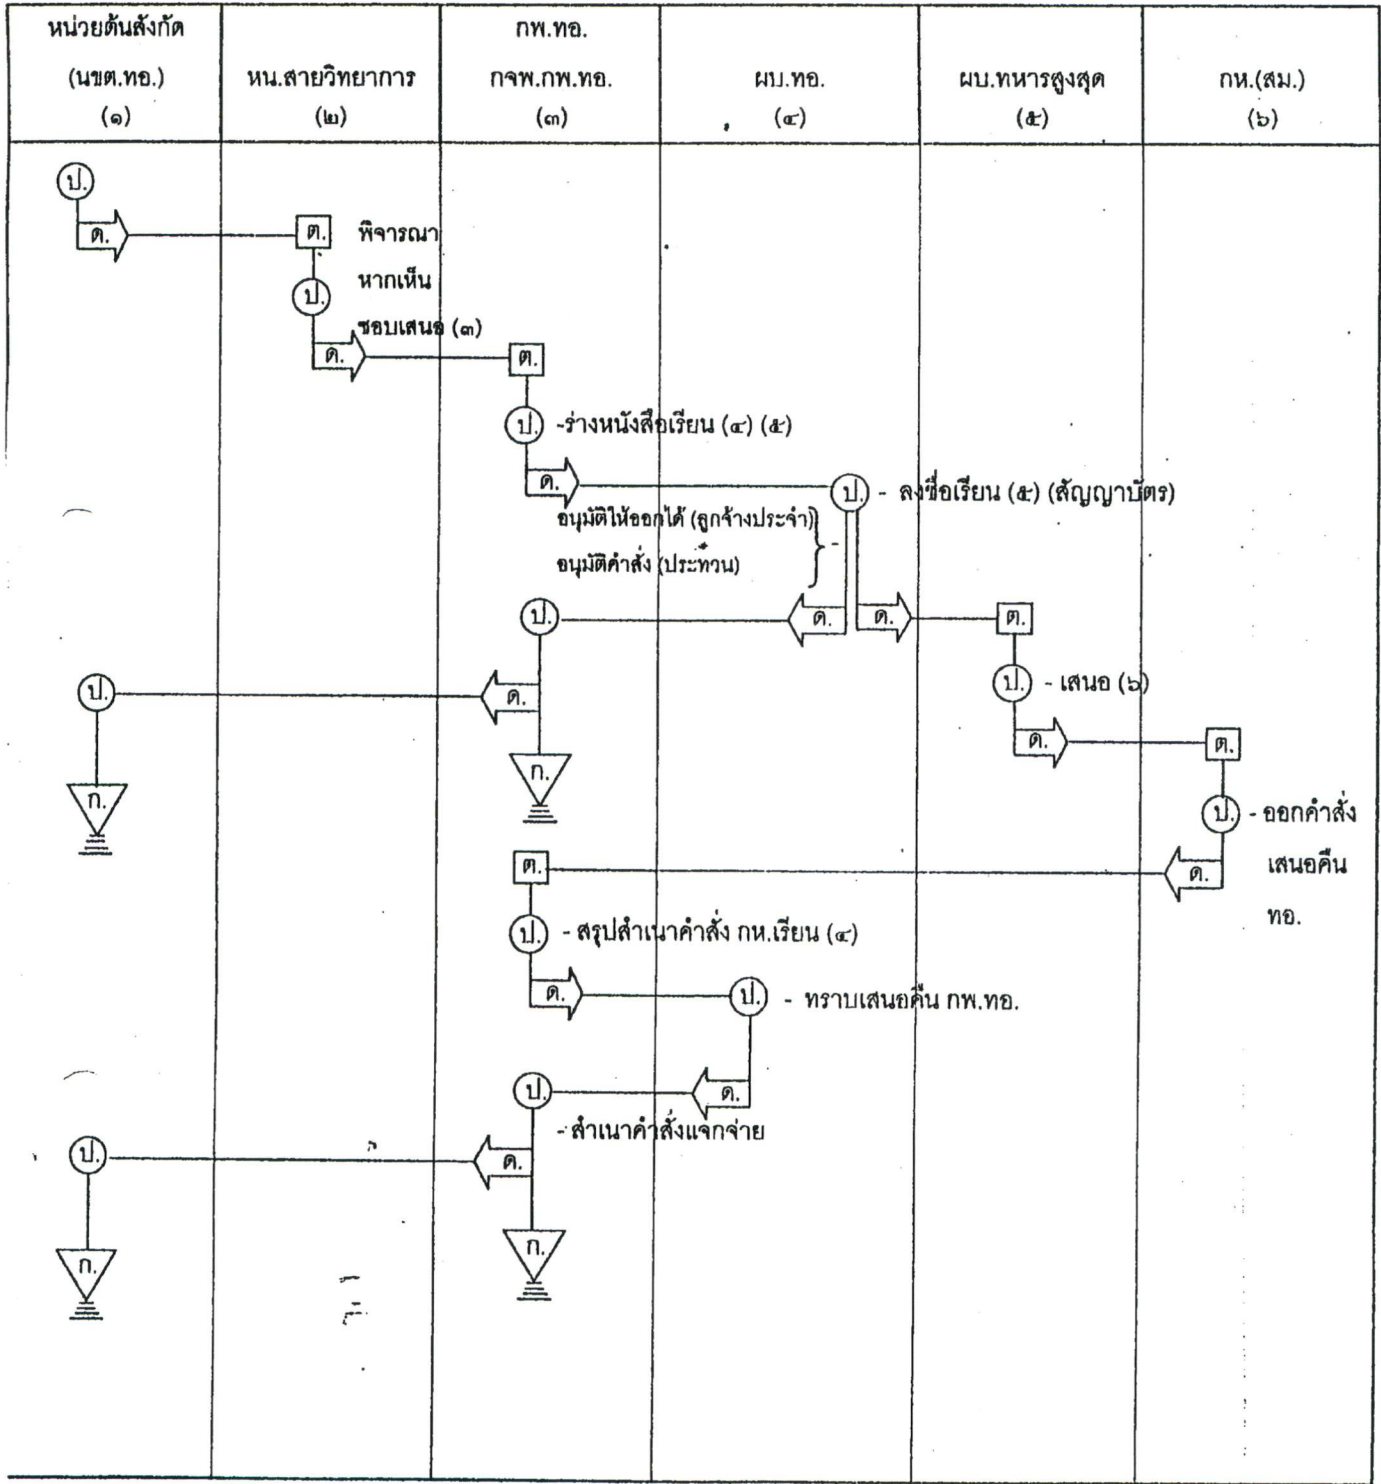 หน่วยต้นสังกัด
(นขต.ทอ.)
(๑)
หน.สายวิทยาการ
(๒)
กพ.ทอ.
กจพ.กพ.ทอ.
(๓)
ผบ.ทอ.
(๔)
ผบ.ทหารสูงสุด
(๕)
กห.(สม.)
(๖)
ป.
ด.
ต. พิจารณา
หากเห็น
ป.
ชอบเสนอ (๓)
ด.
ต.
ป. -ร่างหนังสือเรียน (๔) (๕)
ด.
ป. - ลงชื่อเรียน (๕) (สัญญาบัตร)
อนุมัติให้ออกได้ (ลูกจ้างประจำ)
อนุมัติคำสั่ง (ประทวน)
-
ป.
ด.
ด.
ต.
ป.
ด.
ป. - เสนอ (๖)
ด.
ต.
ก.
ก.
ป. - ออกคำสั่ง
เสนอคืน
ทอ.
ต.
ด.
ป. - สรุปสำเนาคำสั่ง กห.เรียน (๔)
ด.
ป. - ทราบเสนอคืน กพ.ทอ.
ป.
ด.
- สำเนาคำสั่งแจกจ่าย
ป.
ด.
ก.
ก.